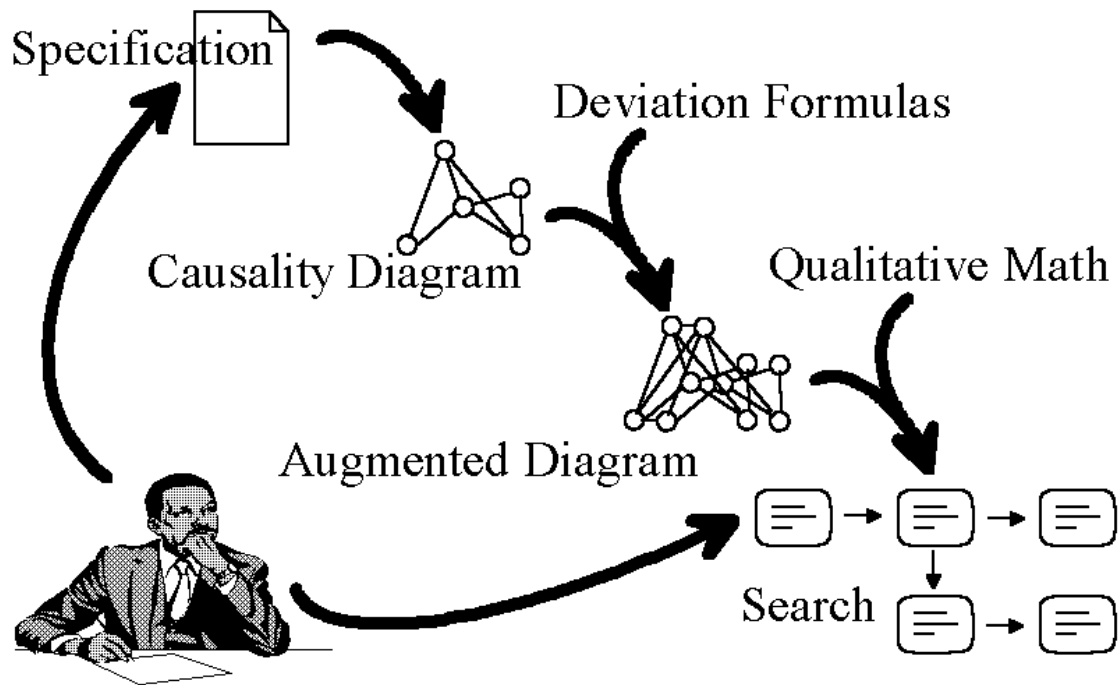 Specification
Deviation Formulas
Causality Diagram
Qualitative Math
Augmented Diagram
Search